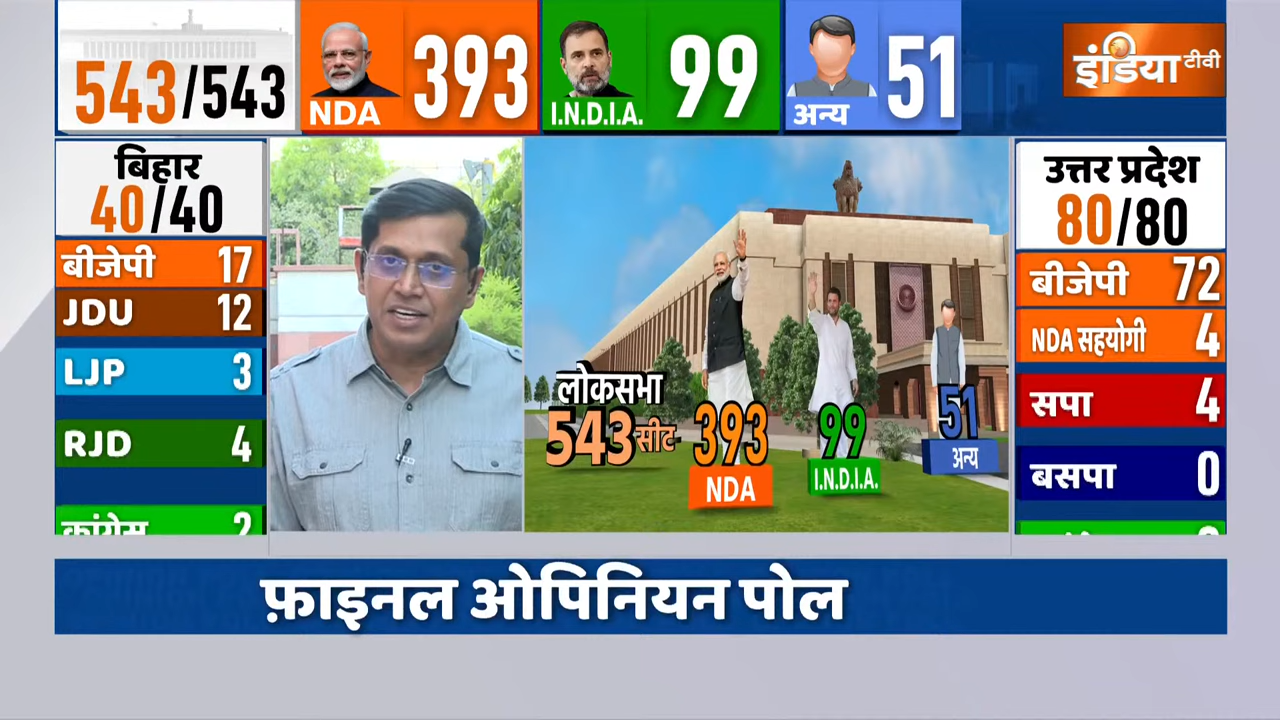 543/543
NDA 393
I.N.D.I.A. 99
अन्य 51
इंडिया टीवी
बिहार
40/40
बीजेपी 17
JDU 12
LJP 3
RJD 4
कांग्रेस 2
लोकसभा
543 सीट
393
NDA
99
I.N.D.I.A.
51
अन्य
उत्तर प्रदेश
80/80
बीजेपी 72
NDA सहयोगी 4
सपा 4
बसपा 0
फ़ाइनल ओपिनियन पोल